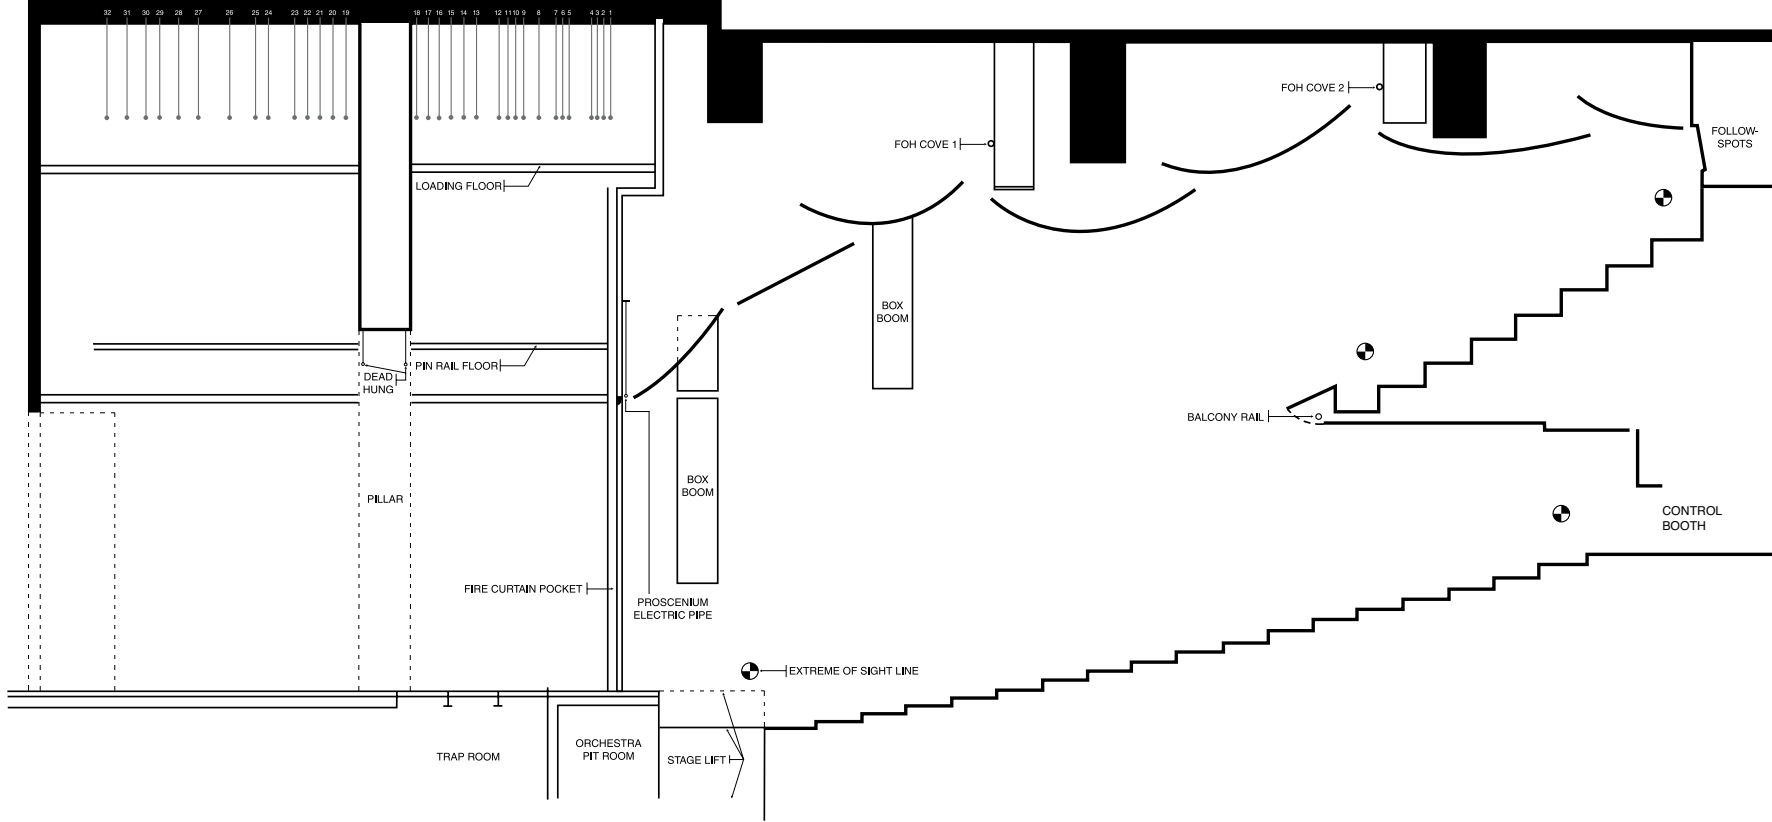 32 31 30 29 28 27 26 25 24 23 22 21 20 19 18 17 16 15 14 13 12 11 10 9 8 7 6 5 4 3 2 1
FOH COVE 2
FOLLOW-
SPOTS
FOH COVE 1
LOADING FLOOR
BOX
BOOM
PIN RAIL FLOOR
DEAD
HUNG
BALCONY RAIL
BOX
BOOM
PILLAR
CONTROL
BOOTH
FIRE CURTAIN POCKET
PROSCENIUM
ELECTRIC PIPE
EXTREME OF SIGHT LINE
TRAP ROOM
ORCHESTRA
PIT ROOM
STAGE LIFT